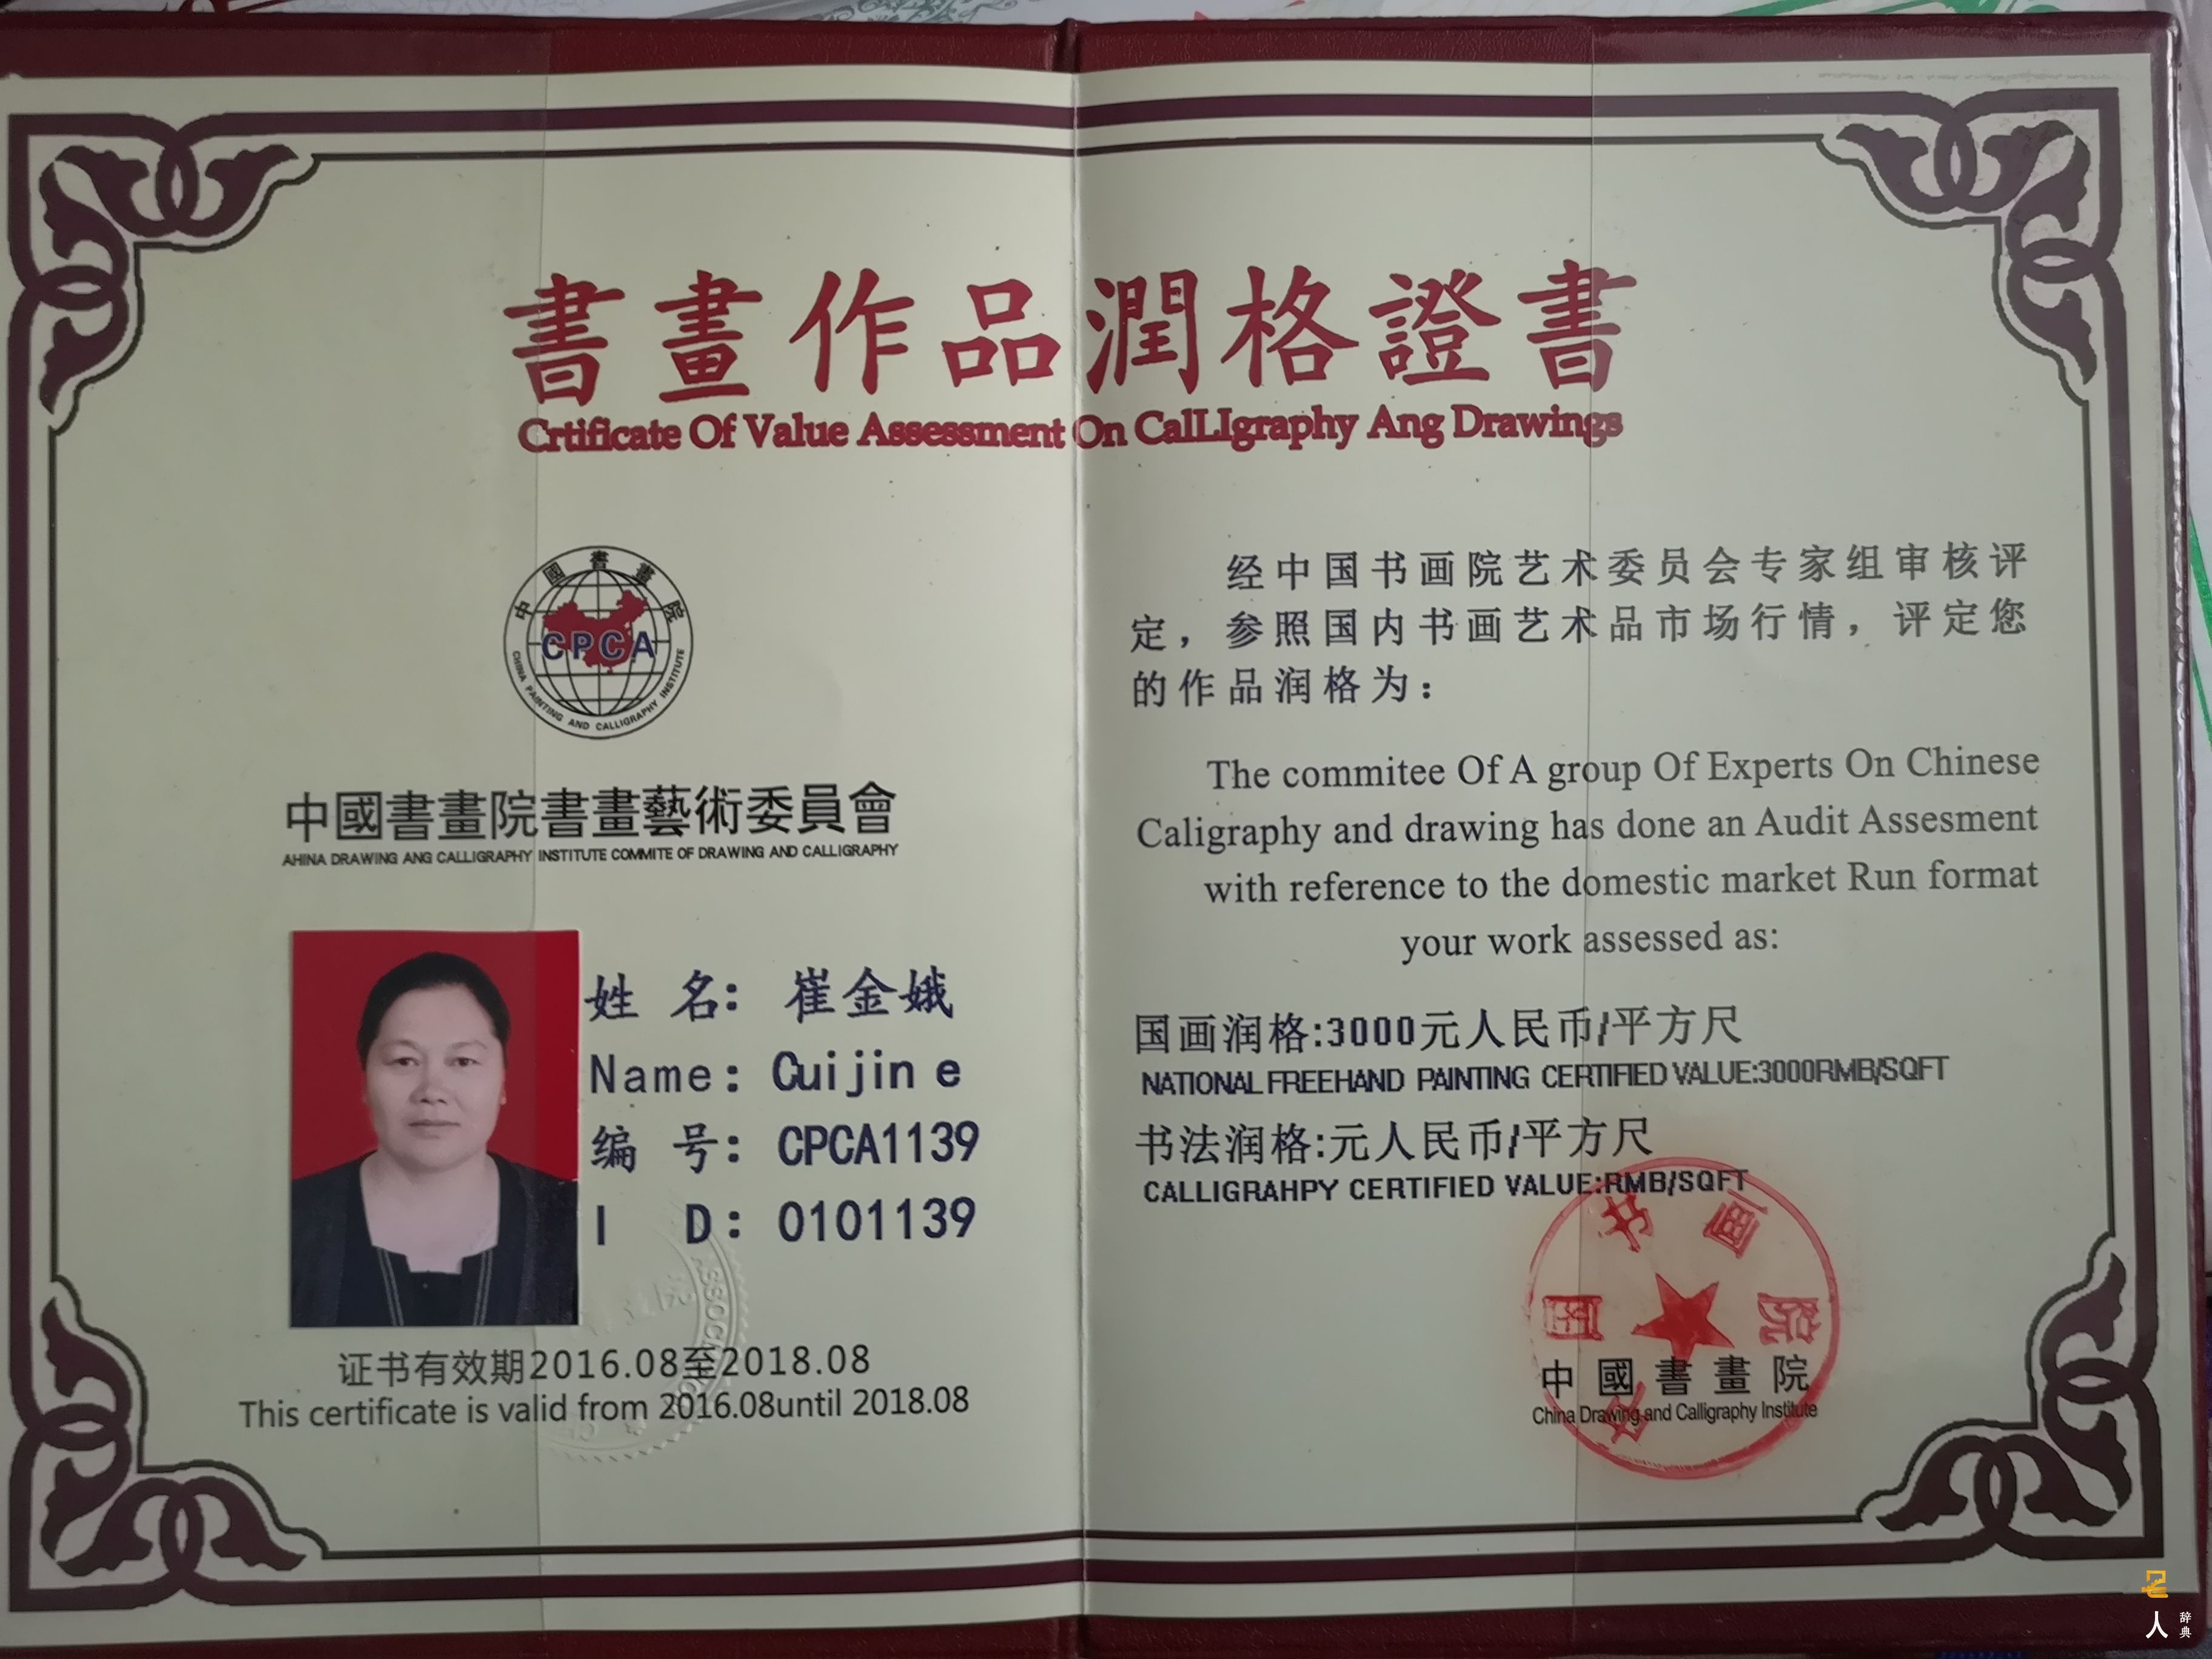 書畫作品潤格證書
Crtificate Of Value Assessment On CalLIgraphy Ang Drawings
中國書畫院
CPCA
CHINA PAINTING AND CALLIGRAPHY INSTITUTE
中國書畫院書畫藝術委員會
AHINA DRAWING ANG CALLIGRAPHY INSTITUTE COMMITE OF DRAWING AND CALLIGRAPHY
姓 名: 崔金娥
Name: Cuijin e
编 号: CPCA1139
I D: 0101139
证书有效期2016.08至2018.08
This certificate is valid from 2016.08until 2018.08
经中国书画院艺术委员会专家组审核评
定，参照国内书画艺术品市场行情，评定您
的作品润格为：
The commitee Of A group Of Experts On Chinese
Caligraphy and drawing has done an Audit Assesment
with reference to the domestic market Run format
your work assessed as:
国画润格:3000元人民币/平方尺
NATIONAL FREEHAND PAINTING CERTIFIED VALUE:3000RMB/SQFT
书法润格:元人民币/平方尺
CALLIGRAHPY CERTIFIED VALUE:RMB/SQFT
中国书画院
中國書畫院
China Drawing and Calligraphy Institute
人辞典